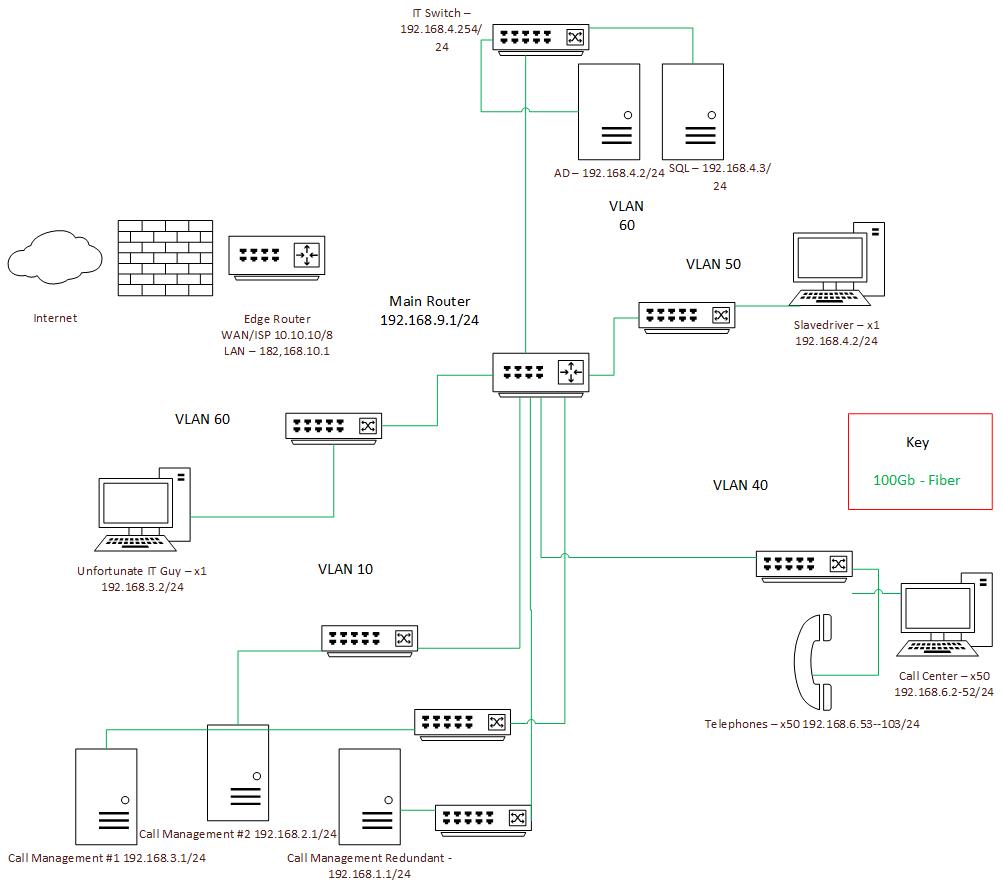 IT Switch –
192.168.4.254/
24
AD – 192.168.4.2/24
SQL – 192.168.4.3/
24
VLAN
60
VLAN 50
Slavedriver – x1
192.168.4.2/24
Internet
Edge Router
WAN/ISP 10.10.10/8
LAN – 182,168.10.1
Main Router
192.168.9.1/24
VLAN 60
Unfortunate IT Guy – x1
192.168.3.2/24
Key
100Gb - Fiber
VLAN 40
Call Center – x50
192.168.6.2-52/24
Telephones – x50 192.168.6.53--103/24
VLAN 10
Call Management #2 192.168.2.1/24
Call Management #1 192.168.3.1/24
Call Management Redundant -
192.168.1.1/24